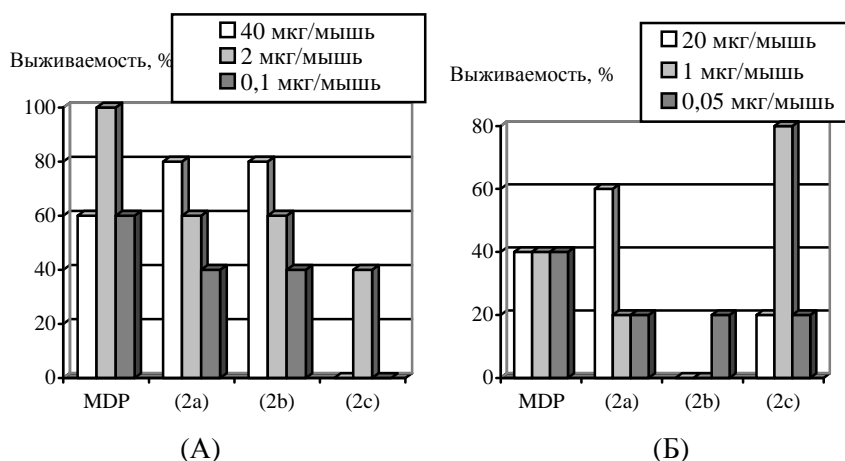 40 мкг/мышь
2 мкг/мышь
0,1 мкг/мышь
Выживаемость, %
100
80
60
40
20
0
MDP (2a) (2b) (2c)
(А)
20 мкг/мышь
1 мкг/мышь
0,05 мкг/мышь
Выживаемость, %
80
60
40
20
0
MDP (2a) (2b) (2c)
(Б)